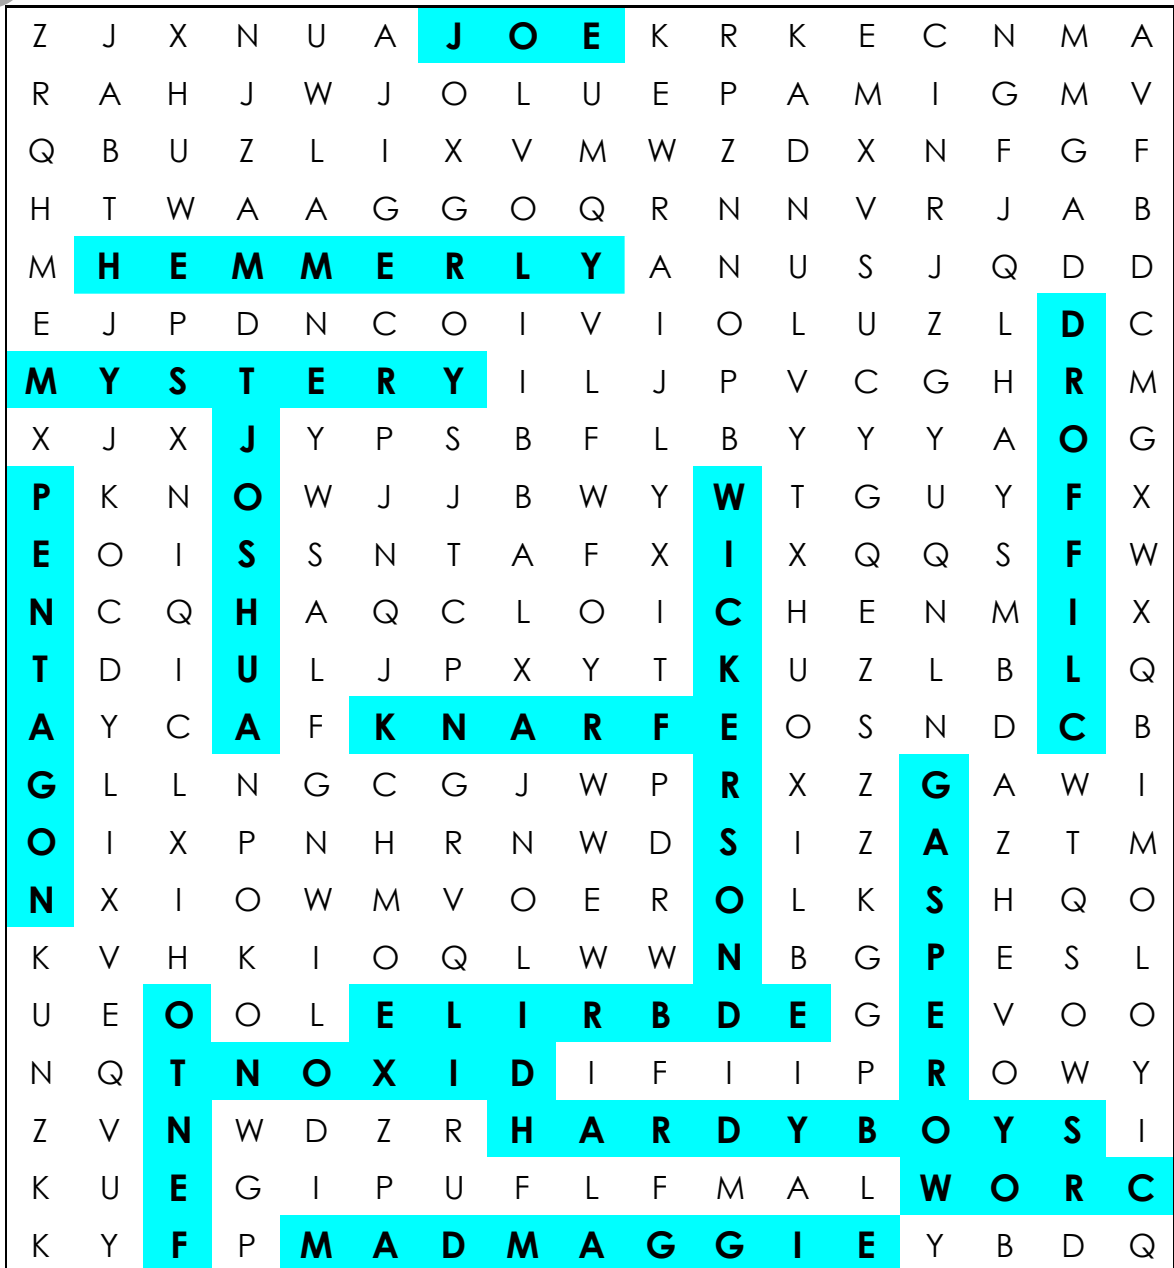 Z J X N U A J O E K R K E C N M A
R A H J W J O L U E P A M I G M V
Q B U Z L I X V M W Z D X N F G F
H T W A A G G O Q R N N V R J A B
M H E M M E R L Y A N U S J Q D D
E J P D N C O I V I O L U Z L D C
M Y S T E R Y I L J P V C G H R M
X J X J Y P S B F L B Y Y Y A O G
P K N O W J J B W Y W T G U Y F X
E O I S S N T A F X I X Q Q S F W
N C Q H A Q C L O I C H E N M I X
T D I U L J P X Y T K U Z L B L Q
A Y C A F K N A R F E O S N D C B
G L L N G C G J W P R X Z G A W I
O I X P N H R N W D S I Z A Z T M
N X I O W M V O E R O L K S H Q O
K V H K I O Q L W W N B G P E S L
U E O O L E L I R B D E G E V O O
N Q T N O X I D I F I I P R O W Y
Z V N W D Z R H A R D Y B O Y S I
K U E G I P U F L F M A L W O R C
K Y F P M A D M A G G I E Y B D Q